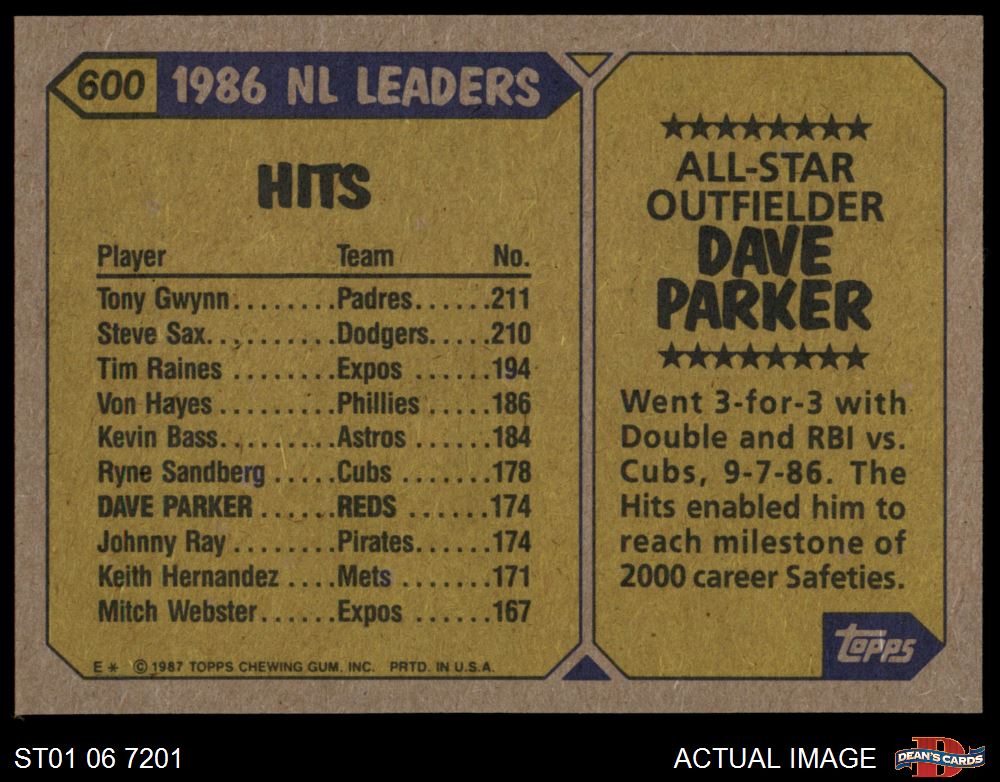 600 1986 NL LEADERS
HITS
Player Team No.
Tony Gwynn........Padres......211
Steve Sax..........Dodgers.....210
Tim Raines ........Expos ......194
Von Hayes .........Phillies .....186
Kevin Bass.........Astros ......184
Ryne Sandberg .....Cubs.......178
DAVE PARKER ......REDS .......174
Johnny Ray ........Pirates......174
Keith Hernandez ....Mets .......171
Mitch Webster......Expos ......167
E* © 1987 TOPPS CHEWING GUM, INC. PRTD. IN U.S.A.
ALL-STAR
OUTFIELDER
DAVE
PARKER
Went 3-for-3 with
Double and RBI vs.
Cubs, 9-7-86. The
Hits enabled him to
reach milestone of
2000 career Safeties.
topps
ST01 06 7201
ACTUAL IMAGE
D
DEAN'S CARDS